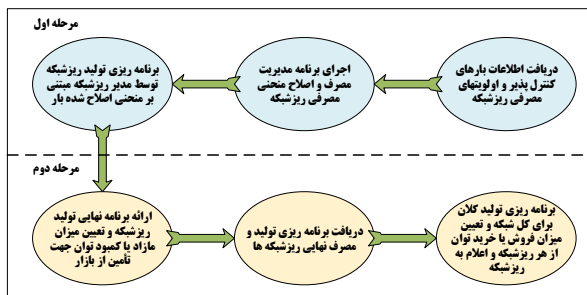 مرحله اول
دریافت اطلاعات بارهای
کنترل پذیر و اولویتهای
مصرفی ریزشبکه
اجرای برنامه مدیریت
مصرف و اصلاح منحنی
مصرفی ریزشبکه
برنامه ریزی تولید ریزشبکه
توسط مدیر ریزشبکه مبتنی
بر منحنی اصلاح شده بار
مرحله دوم
ارائه برنامه نهایی تولید
ریزشبکه و تعیین میزان
مازاد یا کمبود توان جهت
تأمین از بازار
دریافت برنامه ریزی تولید و
مصرف نهایی ریزشبکه ها
برنامه ریزی تولید کلان
برای کل شبکه و تعیین
میزان فروش یا خرید توان
از هر ریزشبکه و اعلام به
ریزشبکه